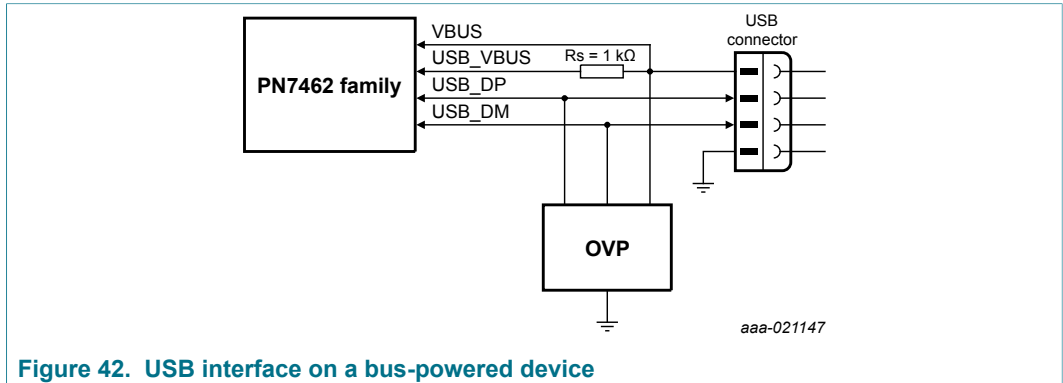 VBUS
USB_VBUS
Rs = 1 kΩ
USB_DP
USB_DM
PN7462 family
USB
connector
OVP
aaa-021147
Figure 42. USB interface on a bus-powered device